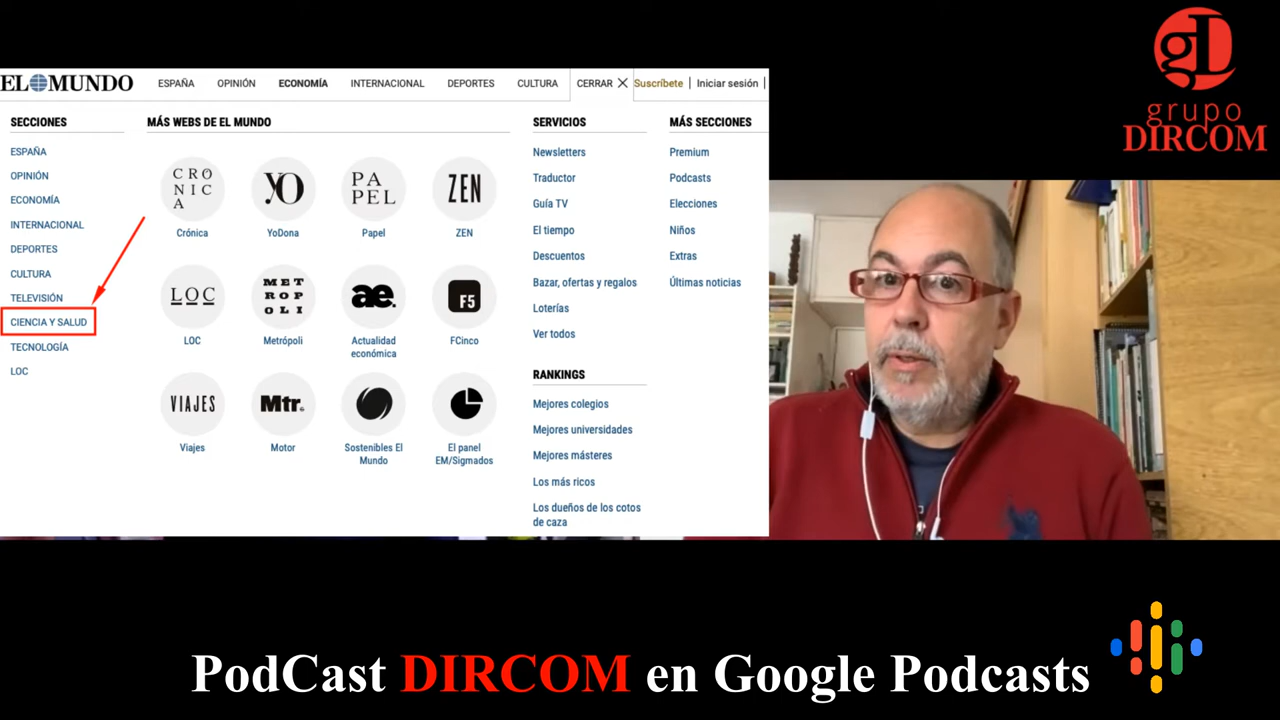 EL MUNDO
ESPAÑA
OPINIÓN
ECONOMÍA
INTERNACIONAL
DEPORTES
CULTURA
CERRAR
Suscríbete
Iniciar sesión
SECCIONES
ESPAÑA
OPINIÓN
ECONOMÍA
INTERNACIONAL
DEPORTES
CULTURA
TELEVISIÓN
CIENCIA Y SALUD
TECNOLOGÍA
LOC
MÁS WEBS DE EL MUNDO
CRÓ
NIC
A
Crónica
YO
YoDona
PA
PEL
Papel
ZEN
ZEN
LOC
LOC
MET
ROP
OLI
Metrópoli
ae.
Actualidad
económica
F5
FCinco
VIAJES
Viajes
Mtr.
Motor
Sostenibles El
Mundo
El panel
EM/Sigmados
SERVICIOS
Newsletters
Traductor
Guía TV
El tiempo
Descuentos
Bazar, ofertas y regalos
Loterías
Ver todos
RANKINGS
Mejores colegios
Mejores universidades
Mejores másteres
Los más ricos
Los dueños de los cotos
de caza
MÁS SECCIONES
Premium
Podcasts
Elecciones
Niños
Extras
Últimas noticias
gD
grupo
DIRCOM
PodCast DIRCOM en Google Podcasts